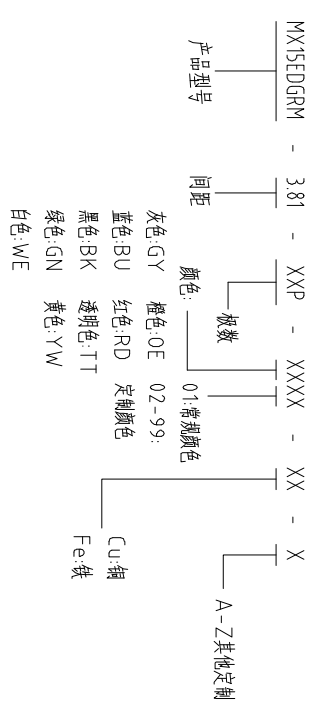 MX15EDGRM - 3.81 - XXP - XXXX - XX - X
产品型号
间距
极数
颜色:
灰色:GY 橙色:OE
蓝色:BU 红色:RD
黑色:BK 透明色:TT
绿色:GN 黄色:YW
白色:WE
01:常规颜色
02-99:
定制颜色
Cu:铜
Fe:铁
A-Z其他定制